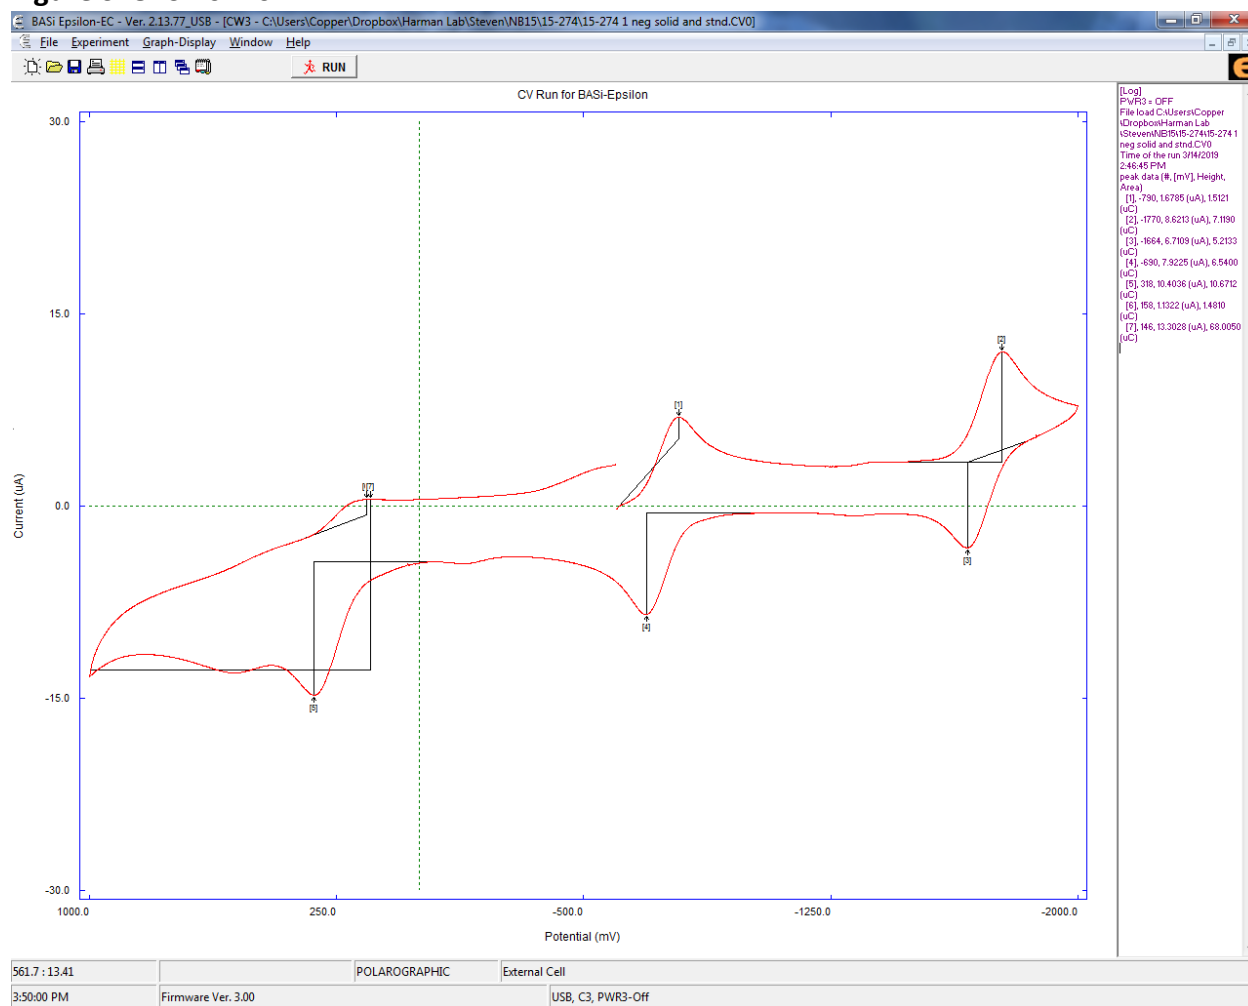 BASi Epsilon-EC - Ver. 2.13.77_USB - [CW3 - C:\Users\Copper\Dropbox\Harman Lab\Steven\NB15\15-274\15-274 1 neg solid and stnd.CV0]
File Experiment Graph-Display Window Help
RUN
CV Run for BASi-Epsilon
30.0
15.0
0.0
-15.0
-30.0
Current (uA)
1000.0 250.0 -500.0 -1250.0 -2000.0
Potential (mV)
[1]
[2]
[3]
[4]
[5]
[7]
[Log]
PWR3 = OFF
File load C:\Users\Copper
\Dropbox\Harman Lab
\Steven\NB15\15-274\15-274 1
neg solid and stnd.CV0
Time of the run 3/14/2019
2:46:45 PM
peak data (#, [mV], Height,
Area)
[1], -790, 1.6785 (uA), 1.5121
(uC)
[2], -1770, 8.6213 (uA), 7.1190
(uC)
[3], -1664, 6.7109 (uA), 5.2133
(uC)
[4], -690, 7.9225 (uA), 6.5400
(uC)
[5], 318, 10.4036 (uA), 10.6712
(uC)
[6], 158, 1.1322 (uA), 1.4810
(uC)
[7], 146, 13.3028 (uA), 68.0050
(uC)
561.7 : 13.41 POLAROGRAPHIC External Cell
3:50:00 PM Firmware Ver. 3.00 USB, C3, PWR3-Off